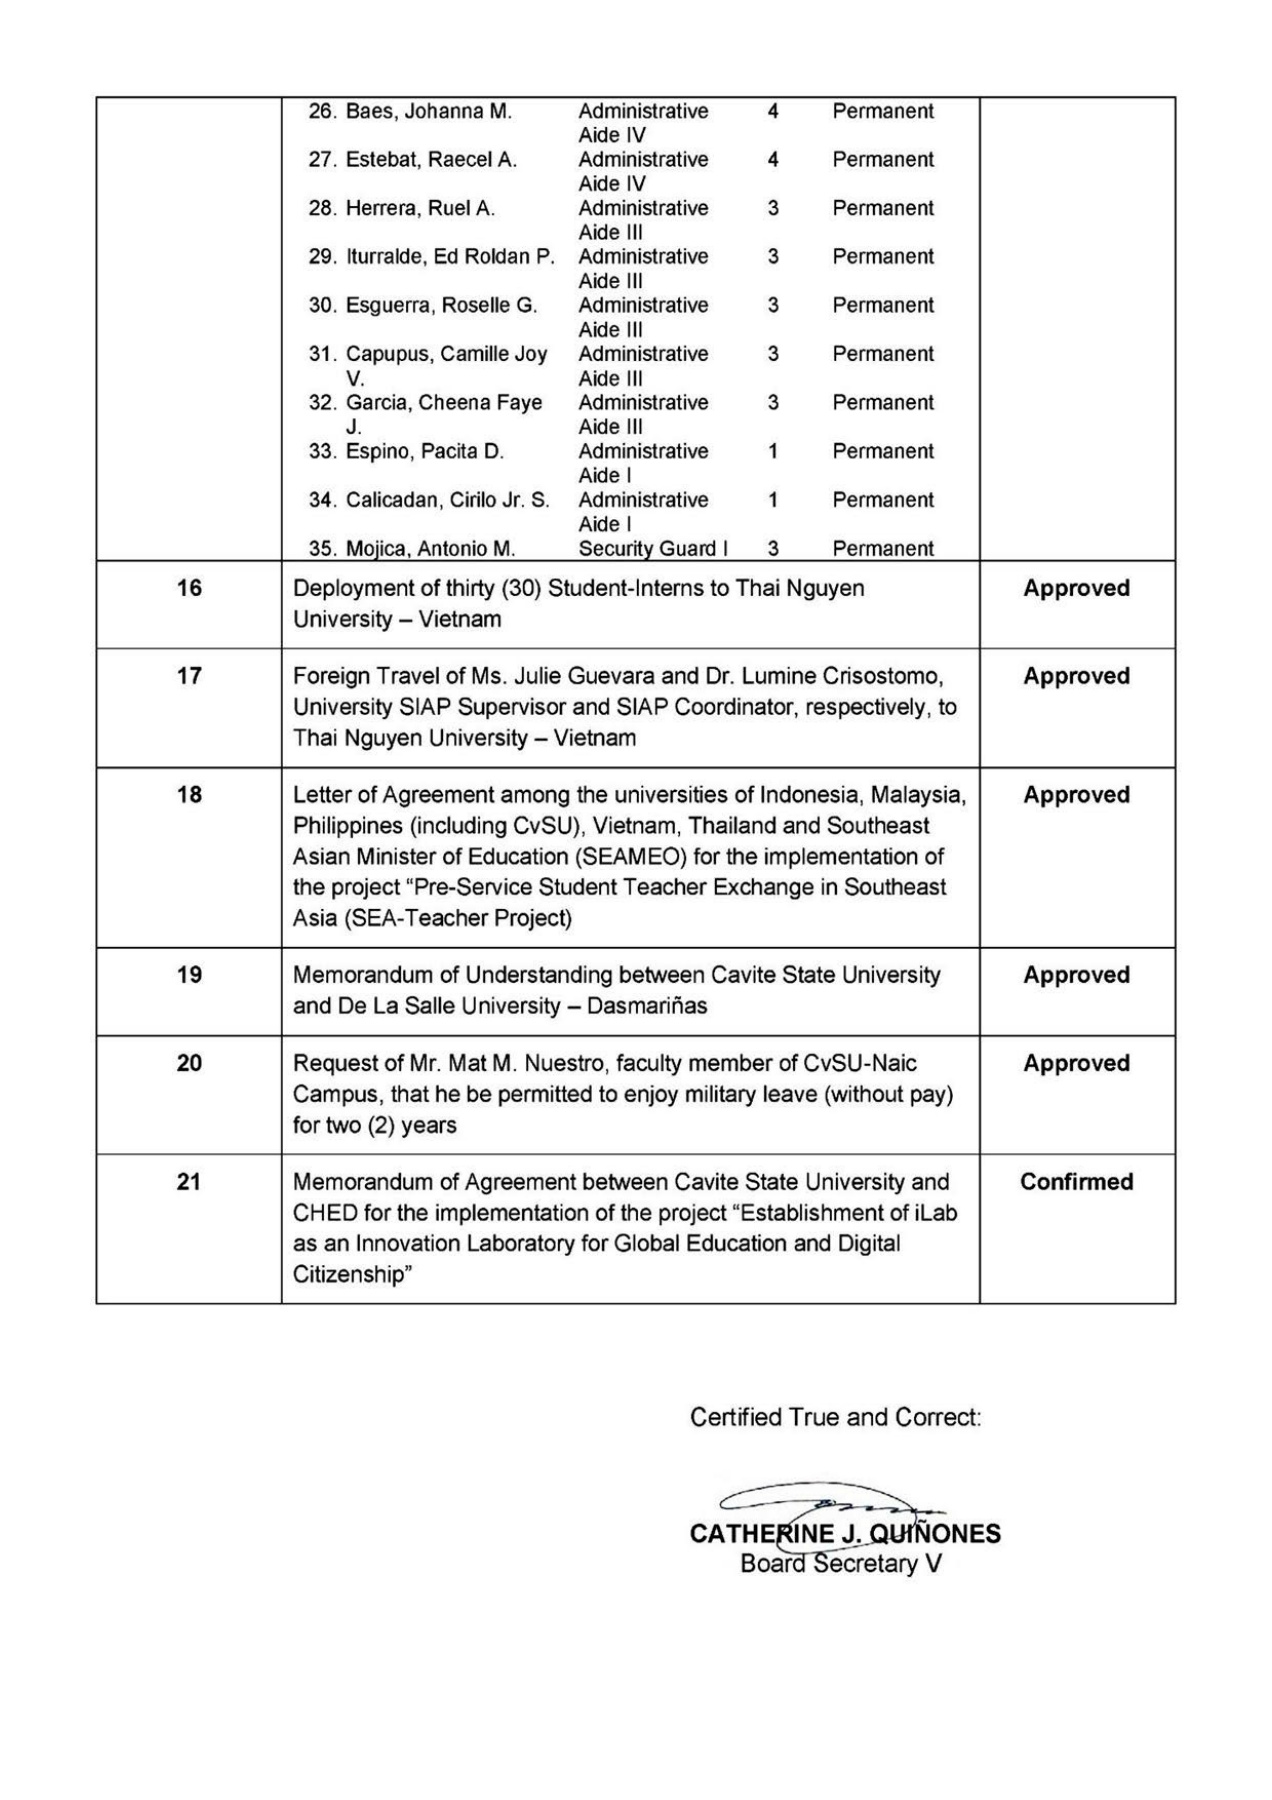 26. Baes, Johanna M. Administrative 4 Permanent
Aide IV
27. Estebat, Raecel A. Administrative 4 Permanent
Aide IV
28. Herrera, Ruel A. Administrative 3 Permanent
Aide III
29. Iturralde, Ed Roldan P. Administrative 3 Permanent
Aide III
30. Esguerra, Roselle G. Administrative 3 Permanent
Aide III
31. Capupus, Camille Joy Administrative 3 Permanent
V. Aide III
32. Garcia, Cheena Faye Administrative 3 Permanent
J. Aide III
33. Espino, Pacita D. Administrative 1 Permanent
Aide I
34. Calicadan, Cirilo Jr. S. Administrative 1 Permanent
Aide I
35. Mojica, Antonio M. Security Guard I 3 Permanent
16 Deployment of thirty (30) Student-Interns to Thai Nguyen Approved
University – Vietnam
17 Foreign Travel of Ms. Julie Guevara and Dr. Lumine Crisostomo, Approved
University SIAP Supervisor and SIAP Coordinator, respectively, to
Thai Nguyen University – Vietnam
18 Letter of Agreement among the universities of Indonesia, Malaysia, Approved
Philippines (including CvSU), Vietnam, Thailand and Southeast
Asian Minister of Education (SEAMEO) for the implementation of
the project “Pre-Service Student Teacher Exchange in Southeast
Asia (SEA-Teacher Project)
19 Memorandum of Understanding between Cavite State University Approved
and De La Salle University – Dasmariñas
20 Request of Mr. Mat M. Nuestro, faculty member of CvSU-Naic Approved
Campus, that he be permitted to enjoy military leave (without pay)
for two (2) years
21 Memorandum of Agreement between Cavite State University and Confirmed
CHED for the implementation of the project “Establishment of iLab
as an Innovation Laboratory for Global Education and Digital
Citizenship”
Certified True and Correct:
CATHERINE J. QUIÑONES
Board Secretary V